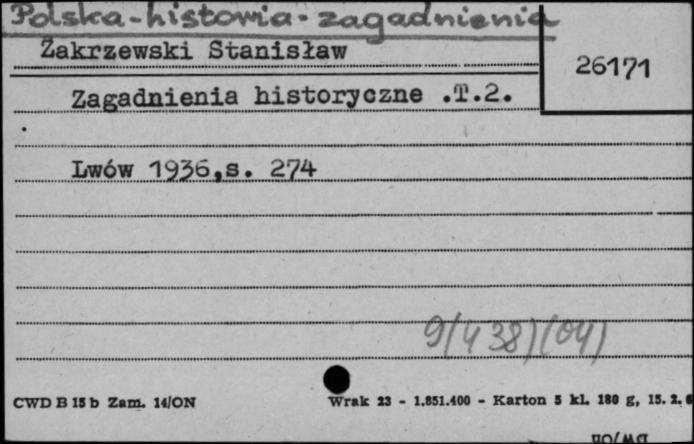 Polska - historia - zagadnienia
Zakrzewski Stanisław
26171
Zagadnienia historyczne .T.2.
Lwów 1936,s. 274
9/438)(04)
CWD B 15 b Zam. 14/ON
Wrak 23 - 1.851.400 - Karton 5 kl. 180 g, 15. 2. 6